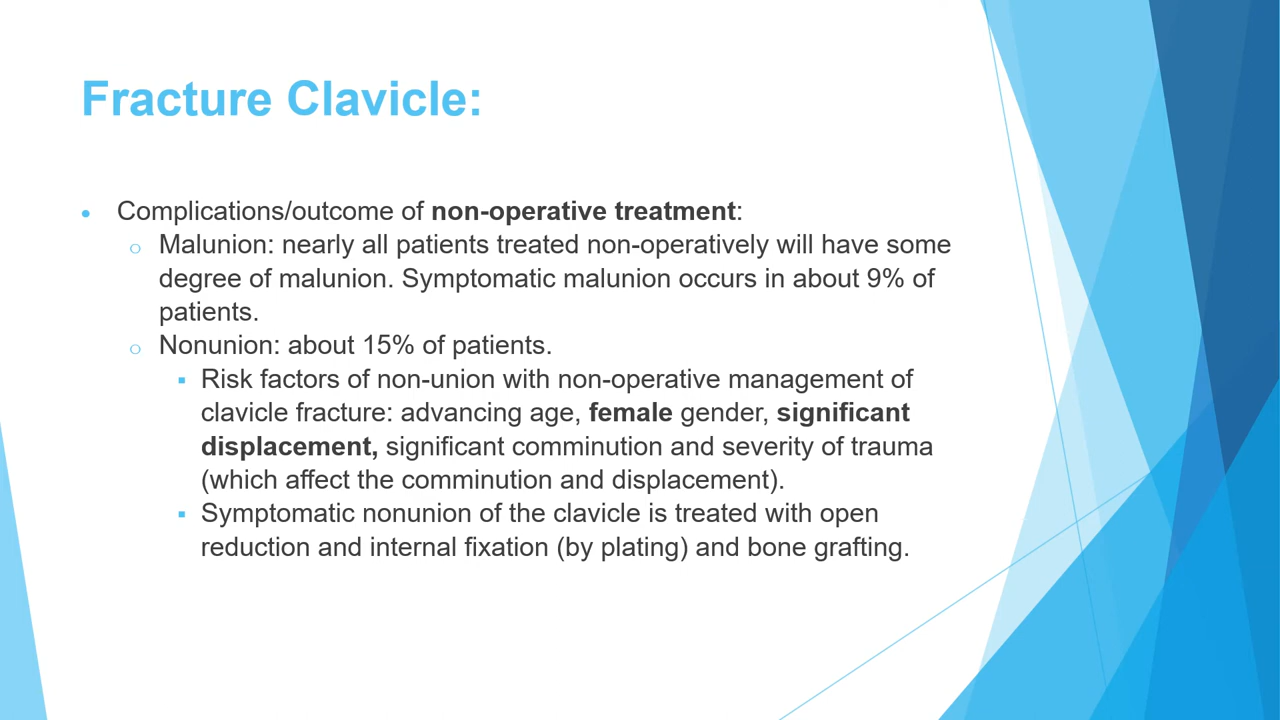 Fracture Clavicle:
Complications/outcome of non-operative treatment:
Malunion: nearly all patients treated non-operatively will have some
degree of malunion. Symptomatic malunion occurs in about 9% of
patients.
Nonunion: about 15% of patients.
Risk factors of non-union with non-operative management of
clavicle fracture: advancing age, female gender, significant
displacement, significant comminution and severity of trauma
(which affect the comminution and displacement).
Symptomatic nonunion of the clavicle is treated with open
reduction and internal fixation (by plating) and bone grafting.